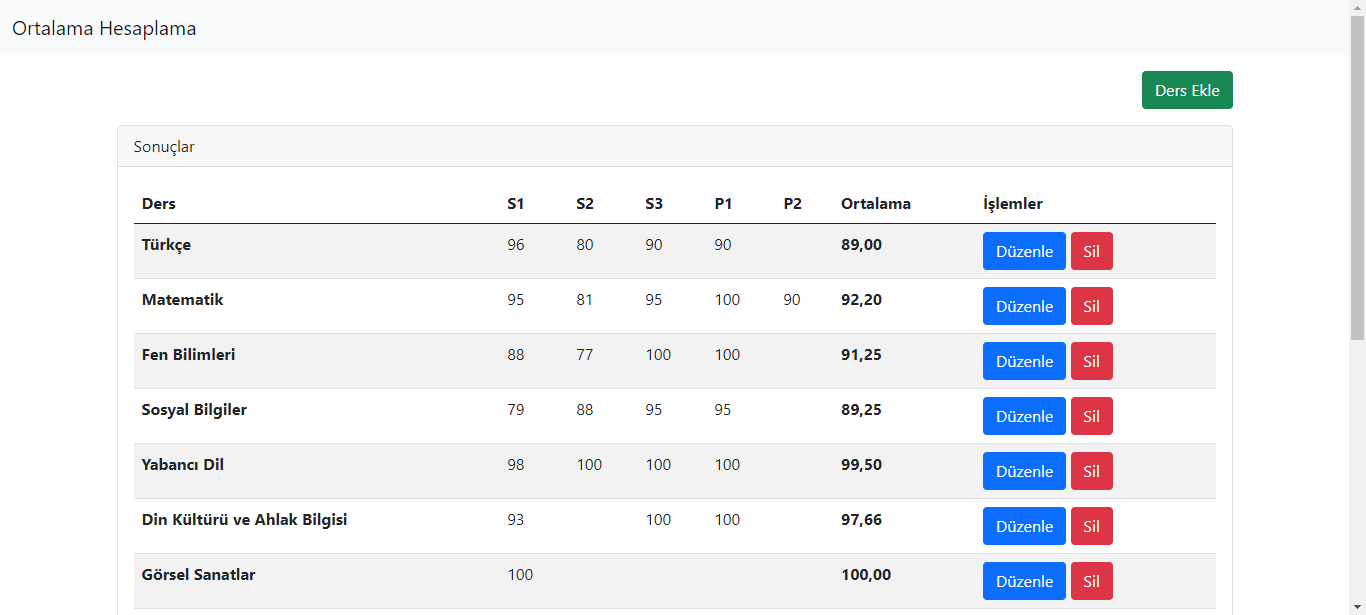 Ortalama Hesaplama
Ders Ekle
Sonuçlar
Ders S1 S2 S3 P1 P2 Ortalama İşlemler
Türkçe 96 80 90 90 89,00 Düzenle Sil
Matematik 95 81 95 100 90 92,20 Düzenle Sil
Fen Bilimleri 88 77 100 100 91,25 Düzenle Sil
Sosyal Bilgiler 79 88 95 95 89,25 Düzenle Sil
Yabancı Dil 98 100 100 100 99,50 Düzenle Sil
Din Kültürü ve Ahlak Bilgisi 93 100 100 97,66 Düzenle Sil
Görsel Sanatlar 100 100,00 Düzenle Sil